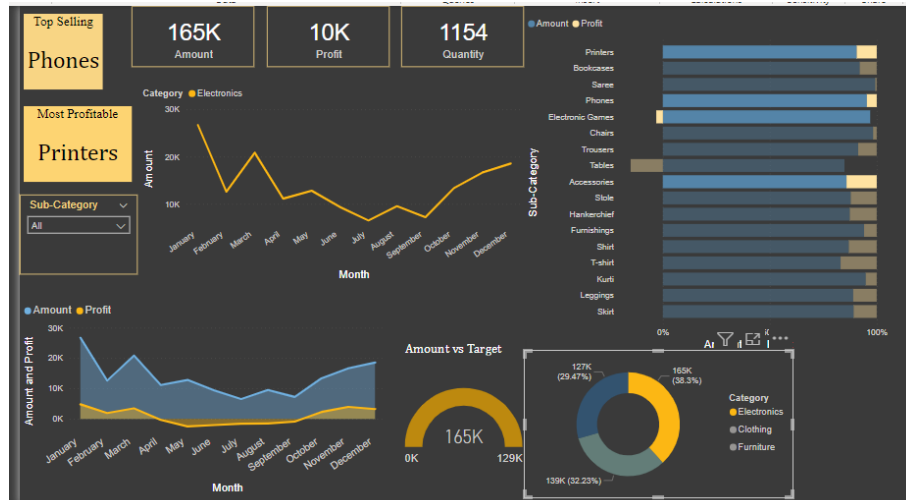 Top Selling
Phones
165K
Amount
10K
Profit
1154
Quantity
Most Profitable
Printers
Sub-Category
All
Category Electronics
Amount
30K
20K
10K
January
February
March
April
May
June
July
August
September
October
November
December
Month
Amount Profit
Sub-Category
Printers
Bookcases
Saree
Phones
Electronic Games
Chairs
Trousers
Tables
Accessories
Stole
Hankerchief
Furnishings
Shirt
T-shirt
Kurti
Leggings
Skirt
0%
100%
Amount Profit
Amount and Profit
30K
20K
10K
0K
January
February
March
April
May
June
July
August
September
October
November
December
Month
Amount vs Target
165K
0K
129K
127K
(29.47%)
165K
(38.3%)
139K (32.23%)
Category
Electronics
Clothing
Furniture